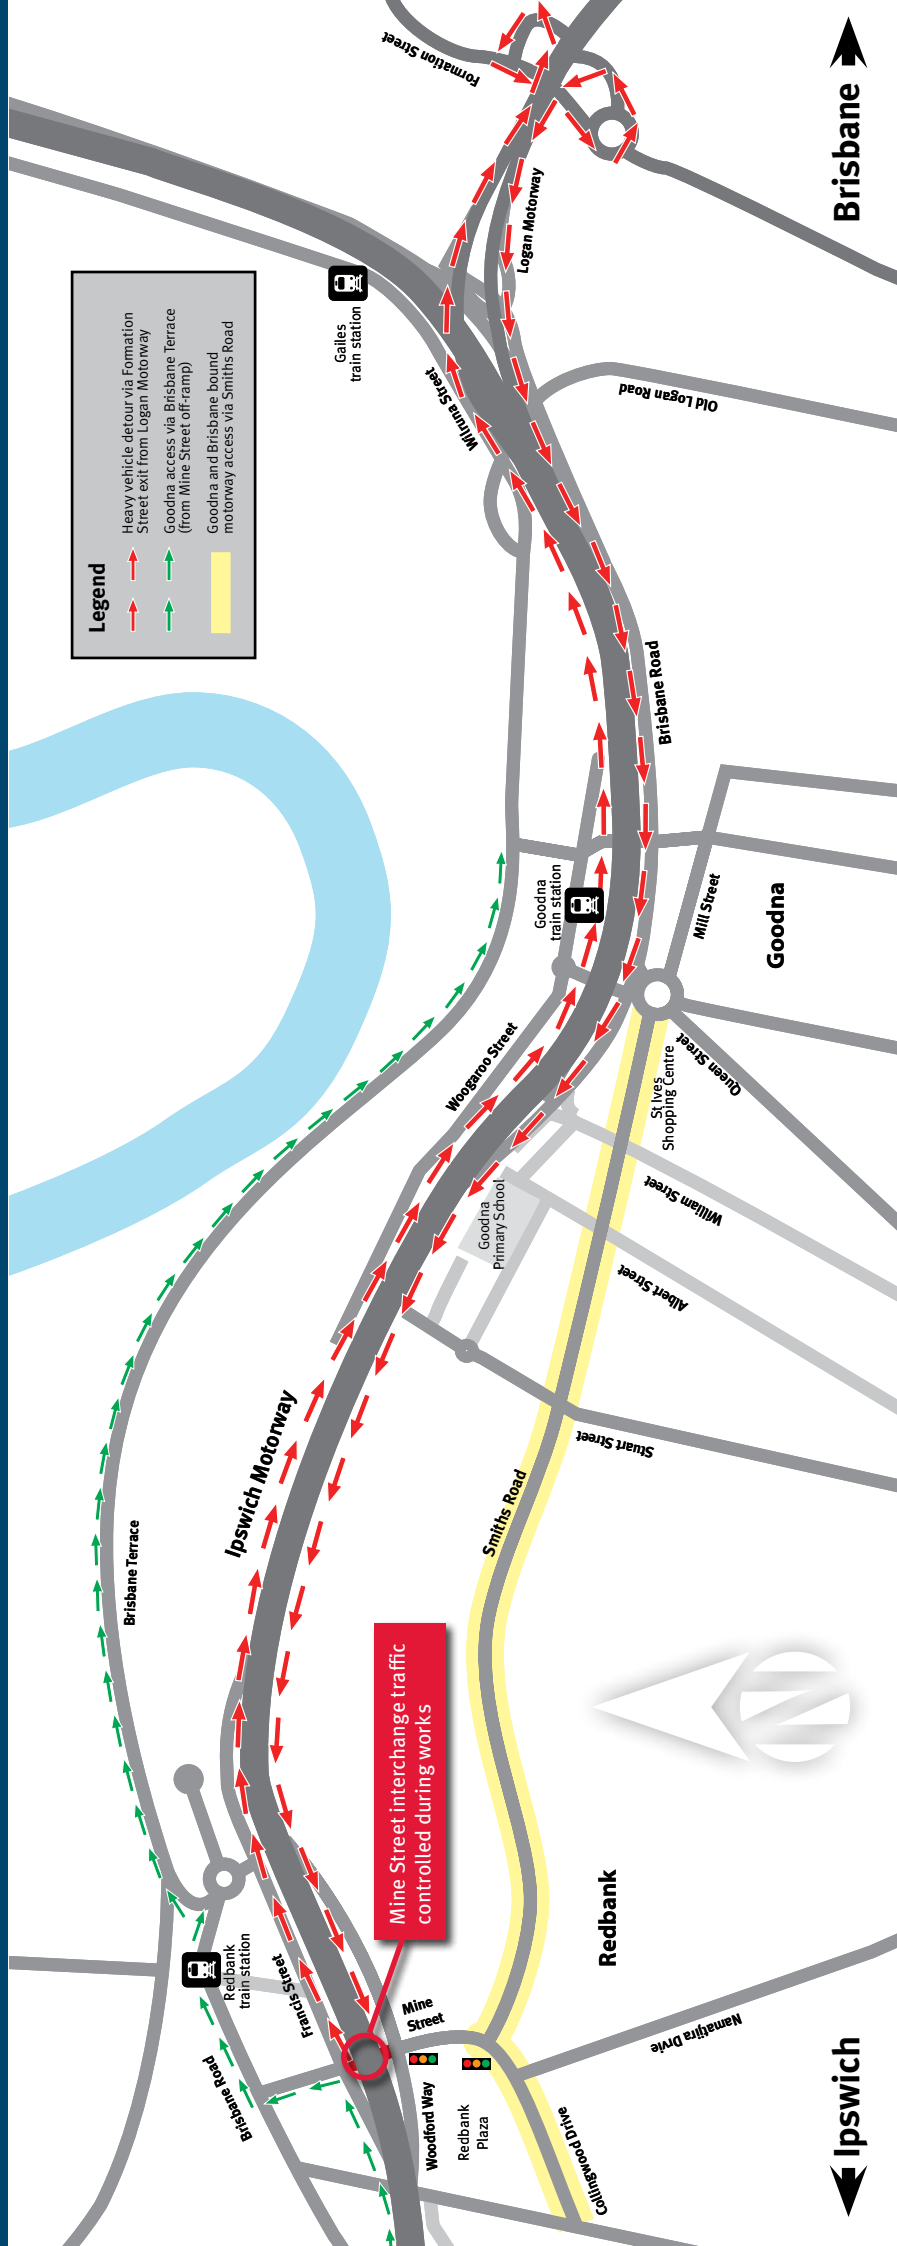 Legend
Heavy vehicle detour via Formation
Street exit from Logan Motorway
Goodna access via Brisbane Terrace
(from Mine Street off-ramp)
Goodna and Brisbane bound
motorway access via Smiths Road
Formation Street
Brisbane
Logan Motorway
Gailes
train station
Wilruna Street
Old Logan Road
Brisbane Road
Goodna
train station
Mill Street
Goodna
Woogaroo Street
Queen Street
St Ives
Shopping Centre
William Street
Goodna
Primary School
Albert Street
Stuart Street
Ipswich Motorway
Smiths Road
Brisbane Terrace
Mine Street interchange traffic
controlled during works
N
Redbank
Redbank
train station
Francis Street
Mine
Street
Namatjira Drvie
Brisbane Road
Woodford Way
Redbank
Plaza
Collingwood Drive
Ipswich